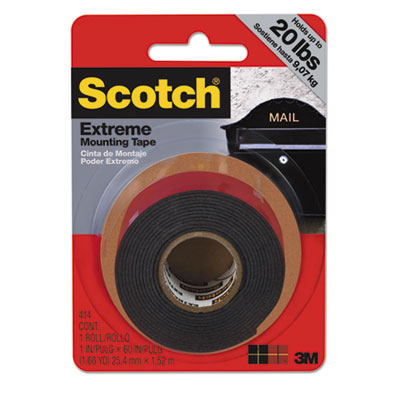 Holds up to
20 lbs
Sostiene hasta 9,07 kg
Scotch®
Extreme
Mounting Tape
Cinta de Montaje
Poder Extremo
MAIL
414
CONT.
1 ROLL/ROLLO
1 IN/PULG × 60 IN/PULG
(1.66 YD) 25.4 mm × 1.52 m
3M